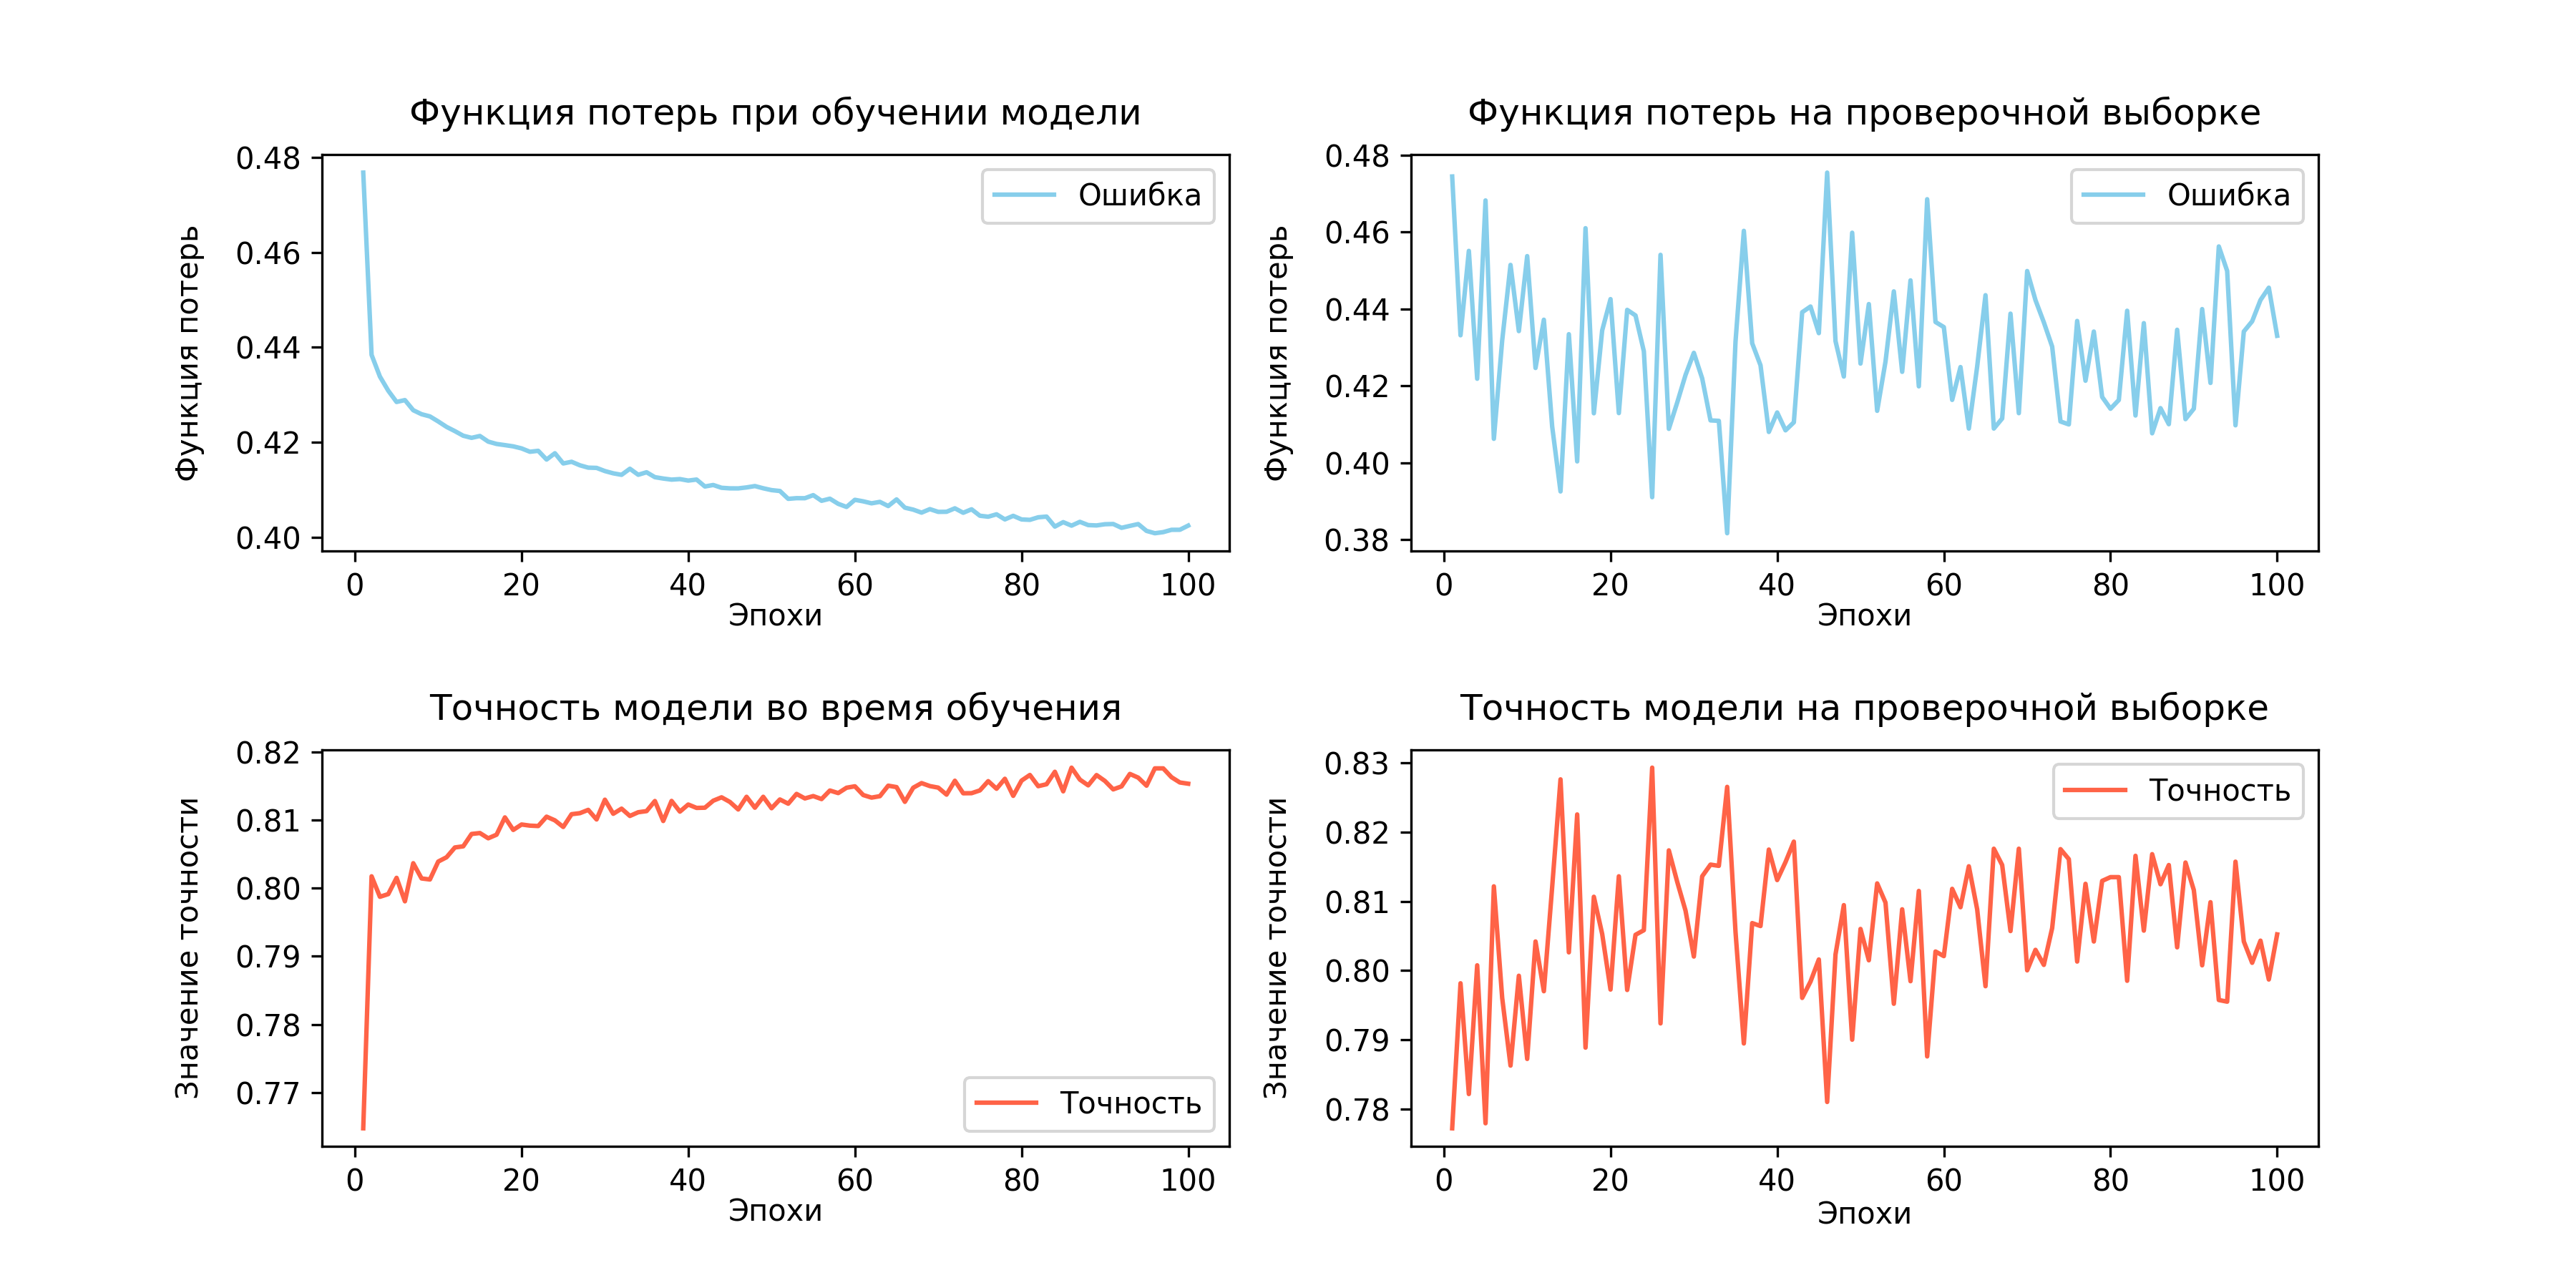 Функция потерь при обучении модели
Функция потерь
0.48
0.46
0.44
0.42
0.40
Ошибка
0 20 40 60 80 100
Эпохи
Функция потерь на проверочной выборке
Функция потерь
0.48
0.46
0.44
0.42
0.40
0.38
Ошибка
0 20 40 60 80 100
Эпохи
Точность модели во время обучения
Значение точности
0.82
0.81
0.80
0.79
0.78
0.77
Точность
0 20 40 60 80 100
Эпохи
Точность модели на проверочной выборке
Значение точности
0.83
0.82
0.81
0.80
0.79
0.78
Точность
0 20 40 60 80 100
Эпохи